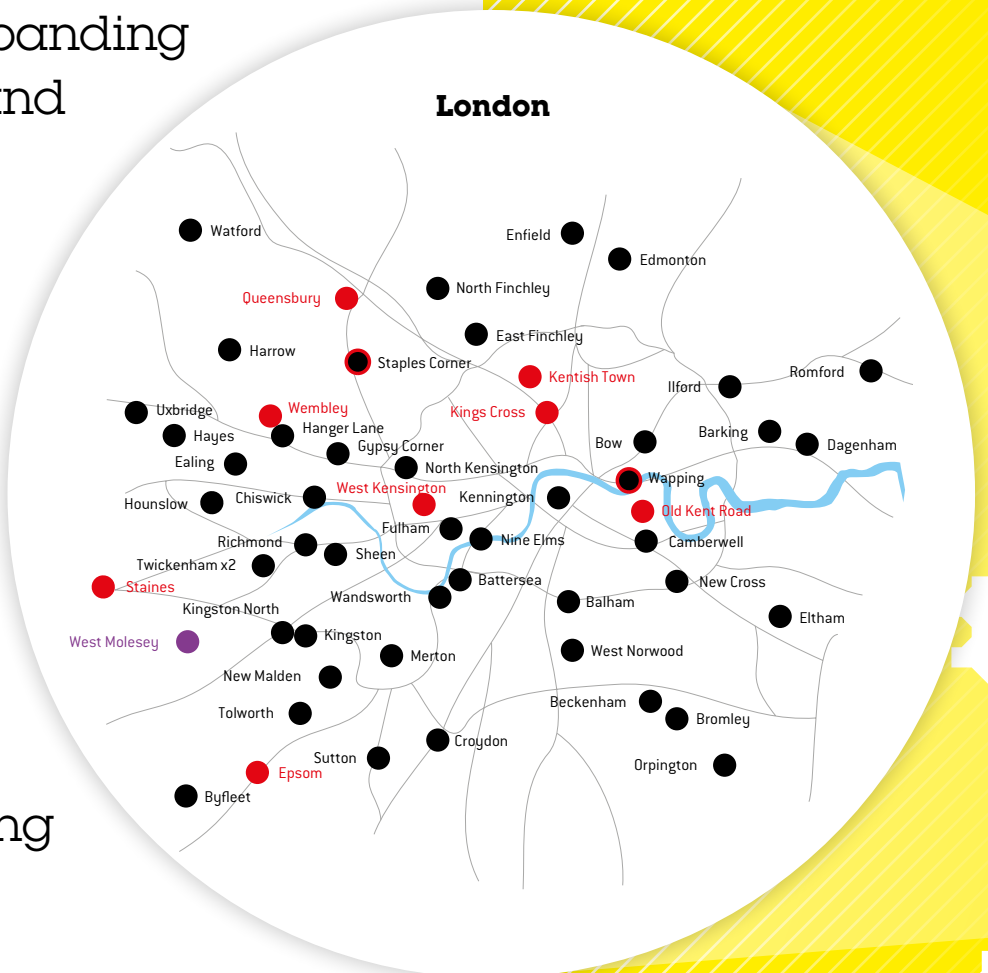 panding
nd
London
Watford
Enfield
Edmonton
North Finchley
Queensbury
East Finchley
Harrow
Staples Corner
Romford
Kentish Town
Ilford
Uxbridge
Wembley
Kings Cross
Hanger Lane
Barking
Hayes
Gypsy Corner
Bow
Dagenham
Ealing
North Kensington
Wapping
West Kensington
Chiswick
Kennington
Hounslow
Old Kent Road
Fulham
Richmond
Nine Elms
Camberwell
Sheen
Twickenham x2
Battersea
New Cross
Staines
Wandsworth
Balham
Kingston North
Eltham
Kingston
West Molesey
West Norwood
Merton
New Malden
Beckenham
Tolworth
Bromley
Croydon
Sutton
Orpington
Epsom
Byfleet
ng